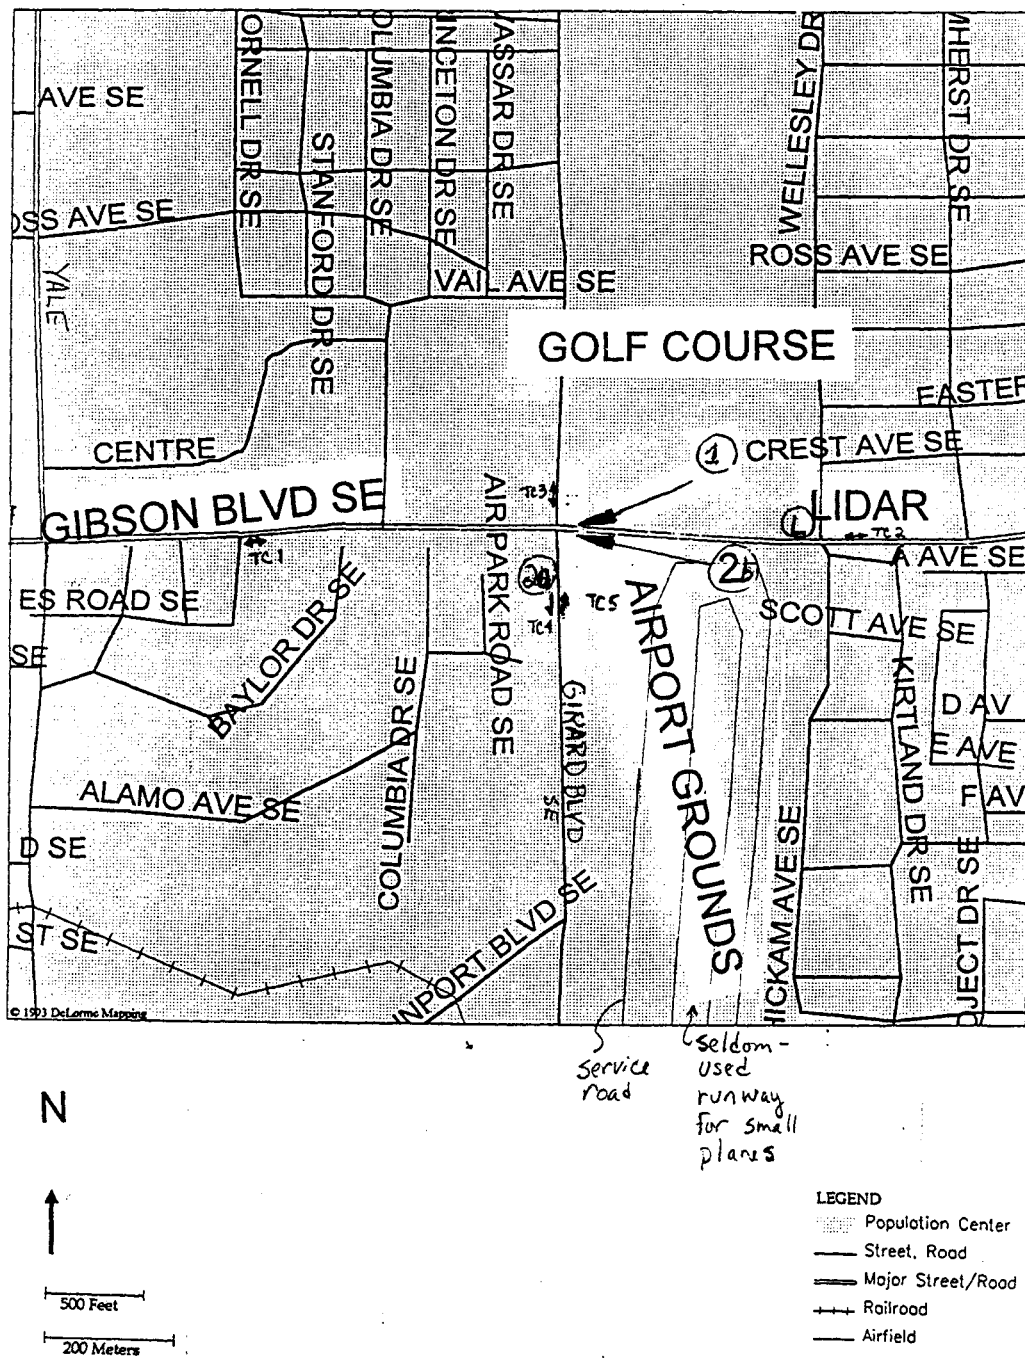 ORNELL DR SE
STANFORD DR SE
OLUMBIA DR SE
INCETON DR SE
ASSAR DR SE
WELLESLEY DR
MHERST DR SE
AVE SE
OSS AVE SE
YALE
VAIL AVE SE
ROSS AVE SE
GOLF COURSE
EASTER
CENTRE
1
CREST AVE SE
GIBSON BLVD SE
AIRPARK ROAD SE
TC3
LIDAR
L
TC1
TC2
A AVE SE
ES ROAD SE
BAYLOR DR SE
2a
2b
TC4
TC5
SCOTT AVE SE
SE
COLUMBIA DR SE
GIRARD BLVD
SE
AIRPORT GROUNDS
KIRTLAND DR SE
D AV
E AVE
F AV
ALAMO AVE SE
D SE
HICKAM AVE SE
OJECT DR SE
ST SE
NPORT BLVD SE
© 1993 DeLorme Mapping
service
road
seldom-
used
runway
for small
planes
N
500 Feet
200 Meters
LEGEND
Population Center
Street, Road
Major Street/Road
Railroad
Airfield